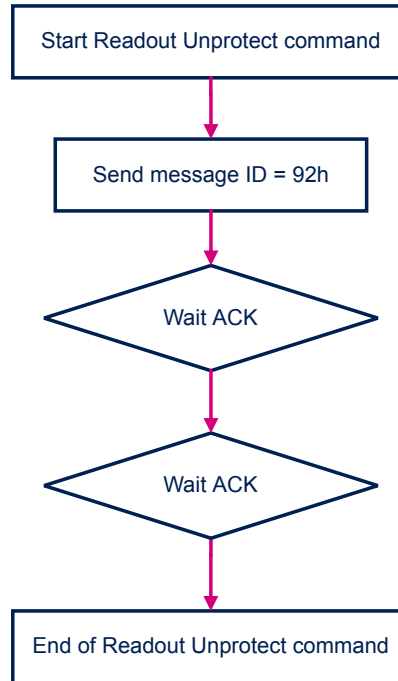 Start Readout Unprotect command
Send message ID = 92h
Wait ACK
Wait ACK
End of Readout Unprotect command